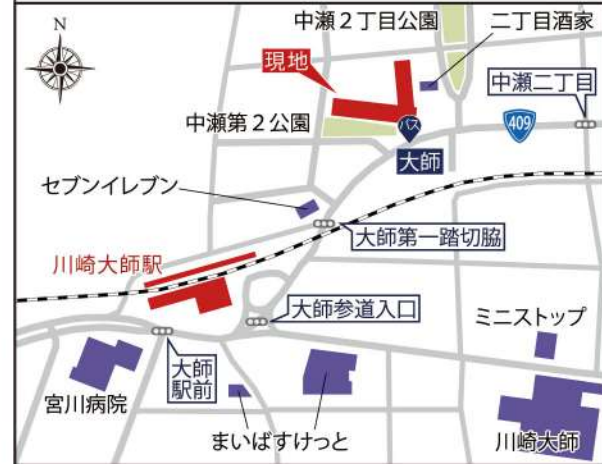 N
中瀬2丁目公園
二丁目酒家
現地
中瀬二丁目
中瀬第2公園
バス
409
大師
セブンイレブン
大師第一踏切脇
川崎大師駅
大師参道入口
ミニストップ
大師
駅前
宮川病院
まいばすけっと
川崎大師